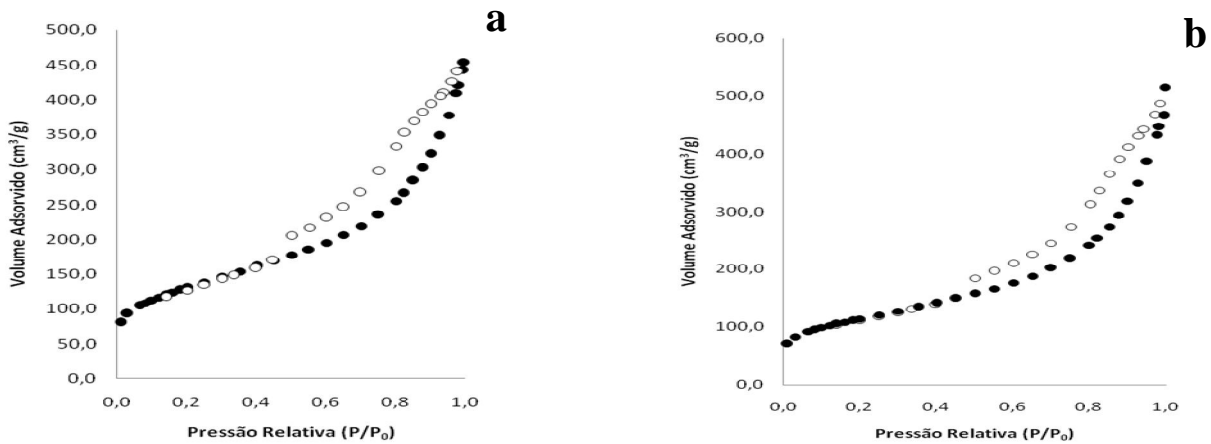 a
500,0
450,0
400,0
350,0
300,0
250,0
200,0
150,0
100,0
50,0
0,0
Volume Adsorvido (cm³/g)
0,0 0,2 0,4 0,6 0,8 1,0
Pressão Relativa (P/P₀)
b
600,0
500,0
400,0
300,0
200,0
100,0
0,0
Volume Adsorvido (cm³/g)
0,0 0,2 0,4 0,6 0,8 1,0
Pressão Relativa (P/P₀)